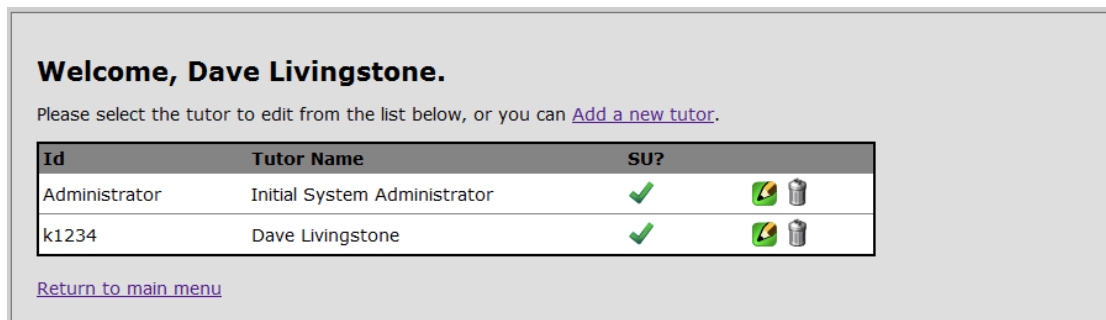 Welcome, Dave Livingstone.
Please select the tutor to edit from the list below, or you can Add a new tutor.
Id Tutor Name SU?
Administrator Initial System Administrator
k1234 Dave Livingstone
Return to main menu